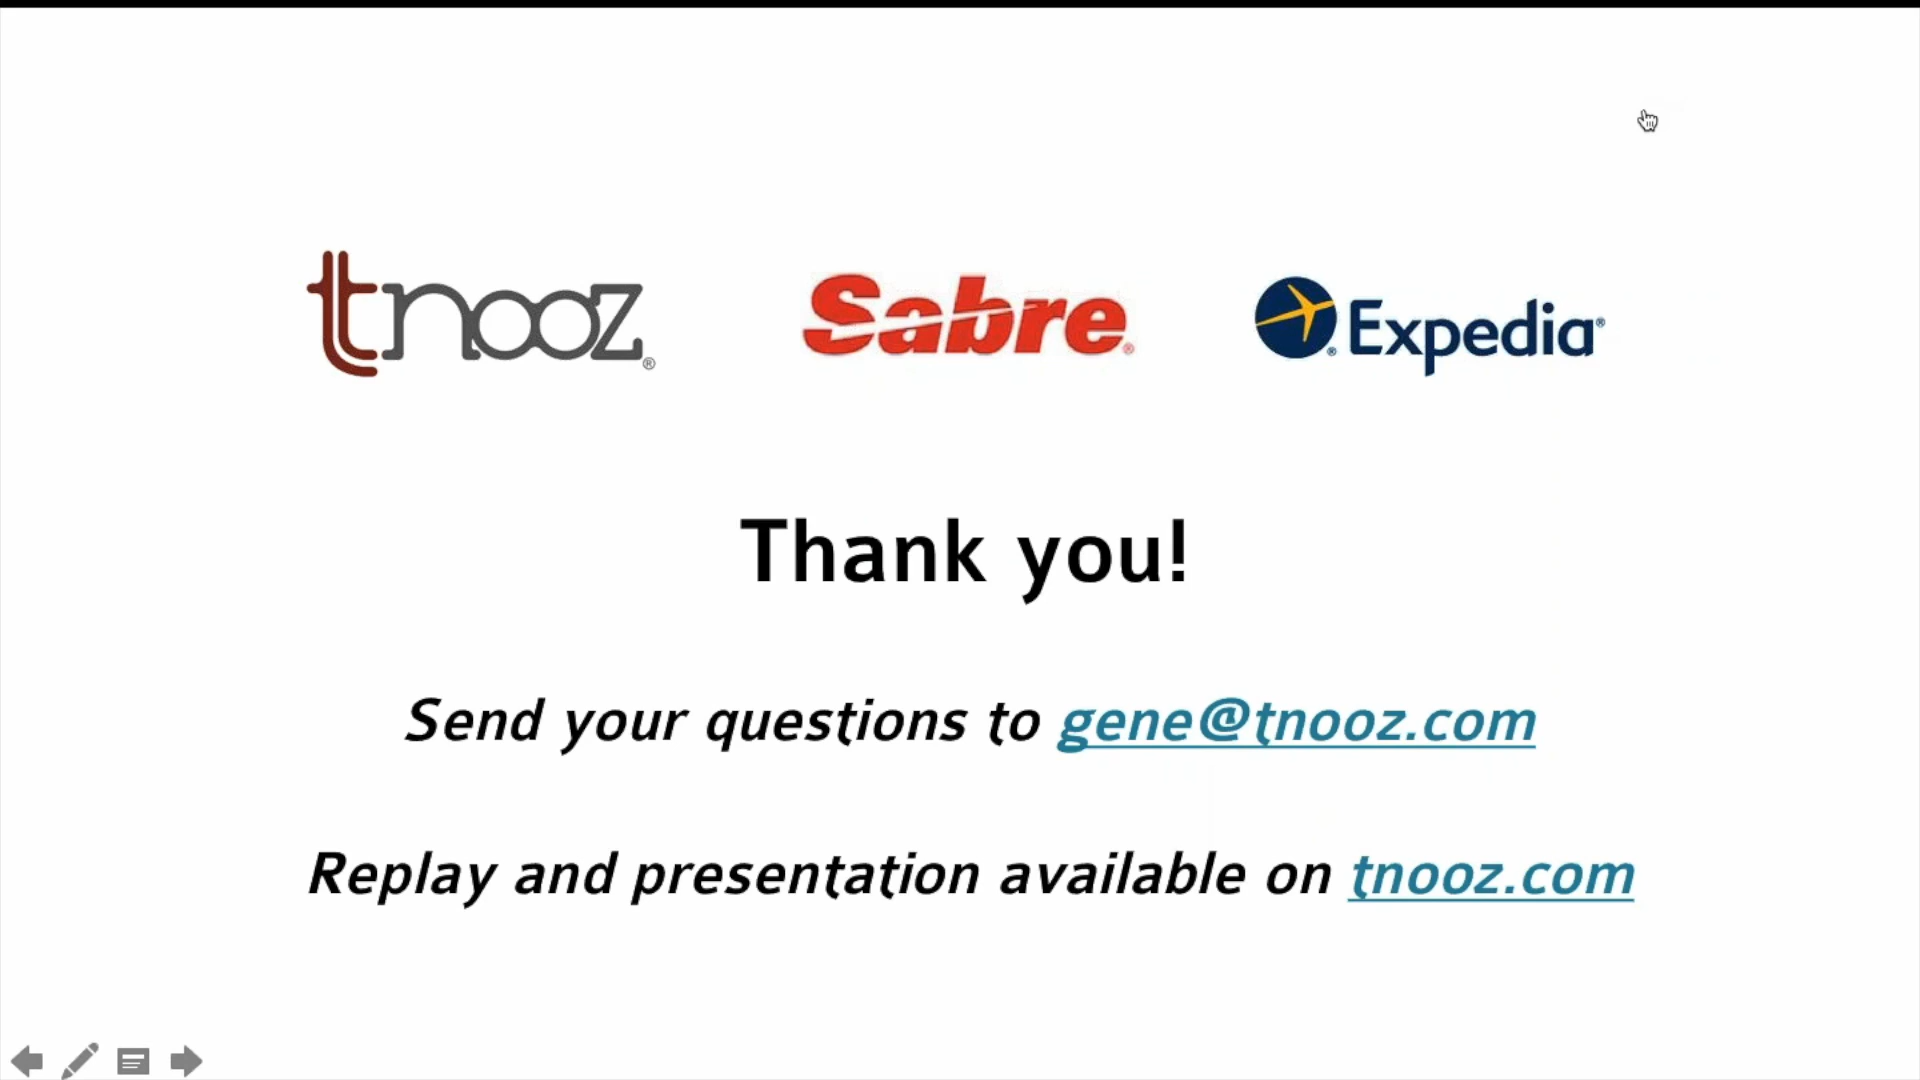 tnooz®
Sabre®
Expedia®
Thank you!
Send your questions to gene@tnooz.com
Replay and presentation available on tnooz.com